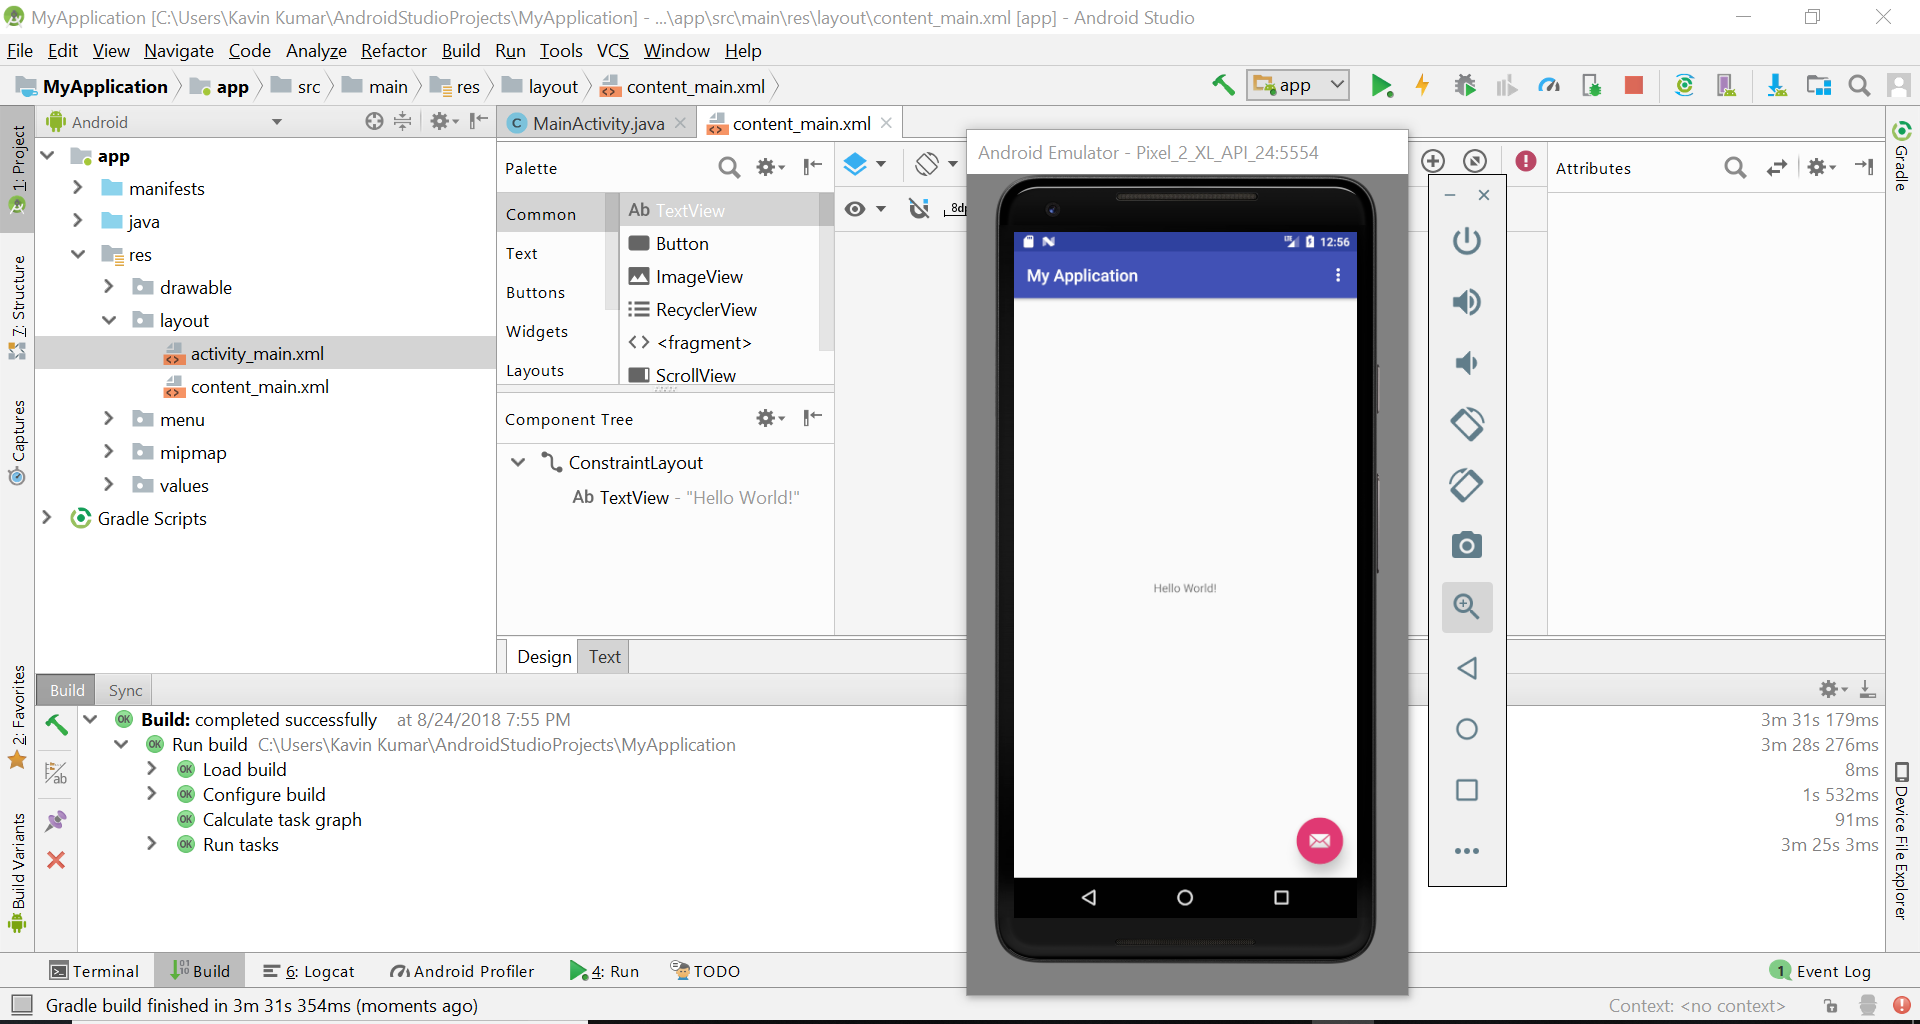 MyApplication [C:\Users\Kavin Kumar\AndroidStudioProjects\MyApplication] - ...\app\src\main\res\layout\content_main.xml [app] - Android Studio
File Edit View Navigate Code Analyze Refactor Build Run Tools VCS Window Help
MyApplication app src main res layout content_main.xml
app
1: Project
7: Structure
Captures
2: Favorites
Build Variants
Android
app
manifests
java
res
drawable
layout
activity_main.xml
content_main.xml
menu
mipmap
values
Gradle Scripts
MainActivity.java
content_main.xml
Palette
Common
Text
Buttons
Widgets
Layouts
Ab TextView
Button
ImageView
RecyclerView
<fragment>
ScrollView
8dp
Component Tree
ConstraintLayout
Ab TextView - "Hello World!"
Design Text
Android Emulator - Pixel_2_XL_API_24:5554
12:56
My Application
Hello World!
Attributes
Gradle
Device File Explorer
Build Sync
Build: completed successfully at 8/24/2018 7:55 PM 3m 31s 179ms
Run build C:\Users\Kavin Kumar\AndroidStudioProjects\MyApplication 3m 28s 276ms
Load build 8ms
Configure build 1s 532ms
Calculate task graph 91ms
Run tasks 3m 25s 3ms
Terminal Build 6: Logcat Android Profiler 4: Run TODO 1 Event Log
Gradle build finished in 3m 31s 354ms (moments ago) Context: <no context>